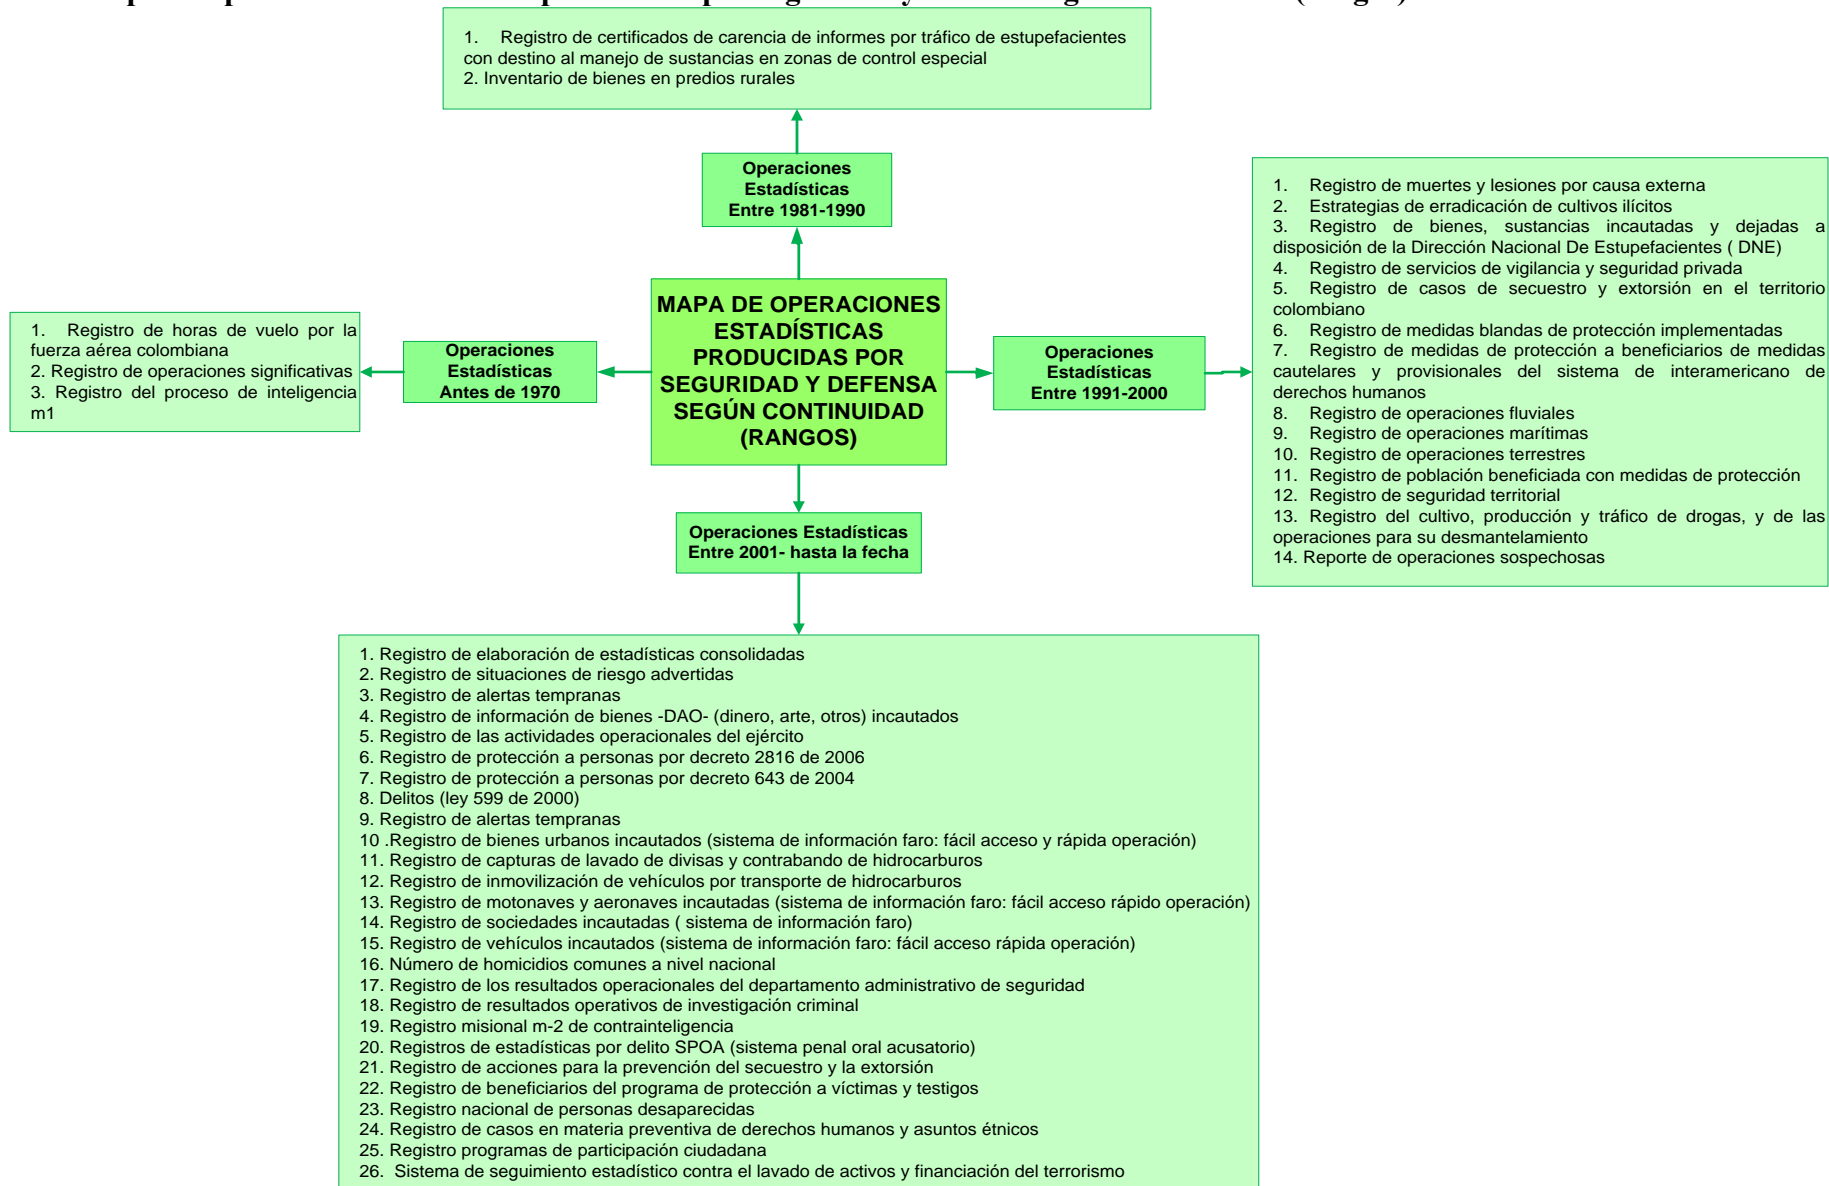 1. Registro de certificados de carencia de informes por tráfico de estupefacientes
con destino al manejo de sustancias en zonas de control especial
2. Inventario de bienes en predios rurales
Operaciones
Estadísticas
Entre 1981-1990
MAPA DE OPERACIONES
ESTADÍSTICAS
PRODUCIDAS POR
SEGURIDAD Y DEFENSA
SEGÚN CONTINUIDAD
(RANGOS)
Operaciones
Estadísticas
Antes de 1970
1. Registro de horas de vuelo por la
fuerza aérea colombiana
2. Registro de operaciones significativas
3. Registro del proceso de inteligencia
m1
Operaciones
Estadísticas
Entre 1991-2000
1. Registro de muertes y lesiones por causa externa
2. Estrategias de erradicación de cultivos ilícitos
3. Registro de bienes, sustancias incautadas y dejadas a
disposición de la Dirección Nacional De Estupefacientes ( DNE)
4. Registro de servicios de vigilancia y seguridad privada
5. Registro de casos de secuestro y extorsión en el territorio
colombiano
6. Registro de medidas blandas de protección implementadas
7. Registro de medidas de protección a beneficiarios de medidas
cautelares y provisionales del sistema de interamericano de
derechos humanos
8. Registro de operaciones fluviales
9. Registro de operaciones marítimas
10. Registro de operaciones terrestres
11. Registro de población beneficiada con medidas de protección
12. Registro de seguridad territorial
13. Registro del cultivo, producción y tráfico de drogas, y de las
operaciones para su desmantelamiento
14. Reporte de operaciones sospechosas
Operaciones Estadísticas
Entre 2001- hasta la fecha
1. Registro de elaboración de estadísticas consolidadas
2. Registro de situaciones de riesgo advertidas
3. Registro de alertas tempranas
4. Registro de información de bienes -DAO- (dinero, arte, otros) incautados
5. Registro de las actividades operacionales del ejército
6. Registro de protección a personas por decreto 2816 de 2006
7. Registro de protección a personas por decreto 643 de 2004
8. Delitos (ley 599 de 2000)
9. Registro de alertas tempranas
10 .Registro de bienes urbanos incautados (sistema de información faro: fácil acceso y rápida operación)
11. Registro de capturas de lavado de divisas y contrabando de hidrocarburos
12. Registro de inmovilización de vehículos por transporte de hidrocarburos
13. Registro de motonaves y aeronaves incautadas (sistema de información faro: fácil acceso rápido operación)
14. Registro de sociedades incautadas ( sistema de información faro)
15. Registro de vehículos incautados (sistema de información faro: fácil acceso rápida operación)
16. Número de homicidios comunes a nivel nacional
17. Registro de los resultados operacionales del departamento administrativo de seguridad
18. Registro de resultados operativos de investigación criminal
19. Registro misional m-2 de contrainteligencia
20. Registros de estadísticas por delito SPOA (sistema penal oral acusatorio)
21. Registro de acciones para la prevención del secuestro y la extorsión
22. Registro de beneficiarios del programa de protección a víctimas y testigos
23. Registro nacional de personas desaparecidas
24. Registro de casos en materia preventiva de derechos humanos y asuntos étnicos
25. Registro programas de participación ciudadana
26. Sistema de seguimiento estadístico contra el lavado de activos y financiación del terrorismo